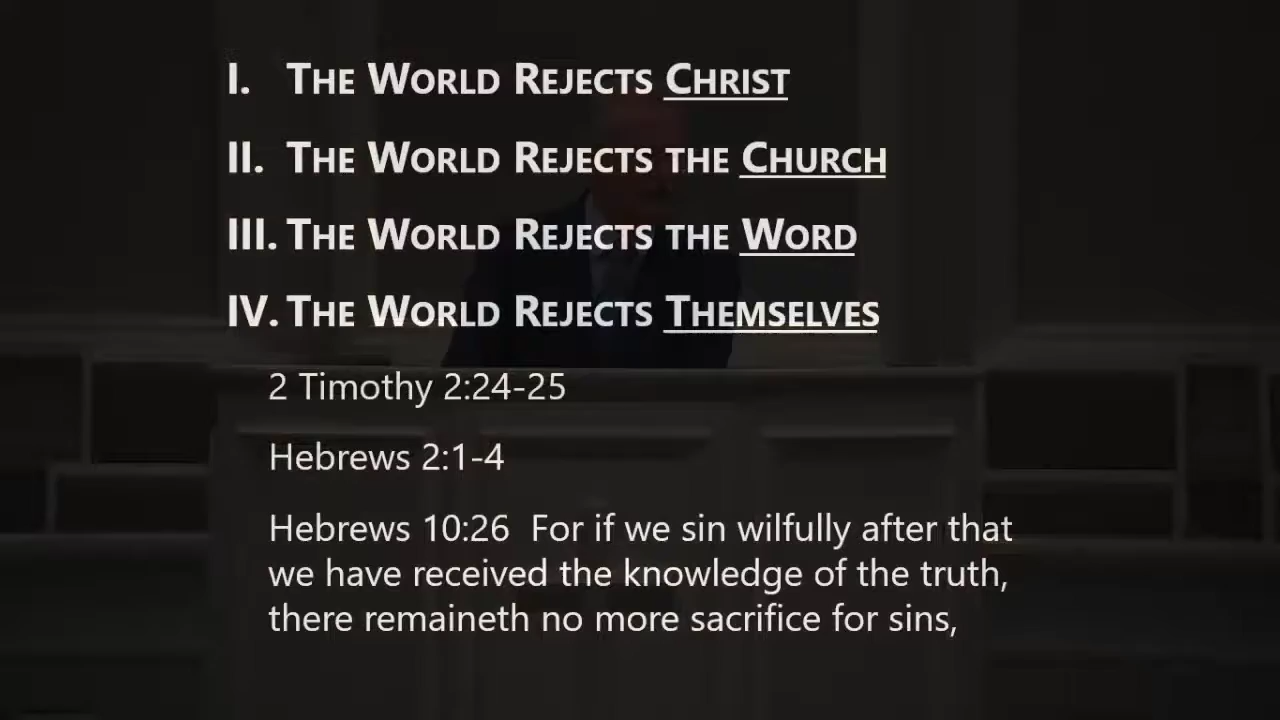 I. The World Rejects Christ
II. The World Rejects the Church
III. The World Rejects the Word
IV. The World Rejects Themselves
2 Timothy 2:24-25
Hebrews 2:1-4
Hebrews 10:26 For if we sin wilfully after that
we have received the knowledge of the truth,
there remaineth no more sacrifice for sins,